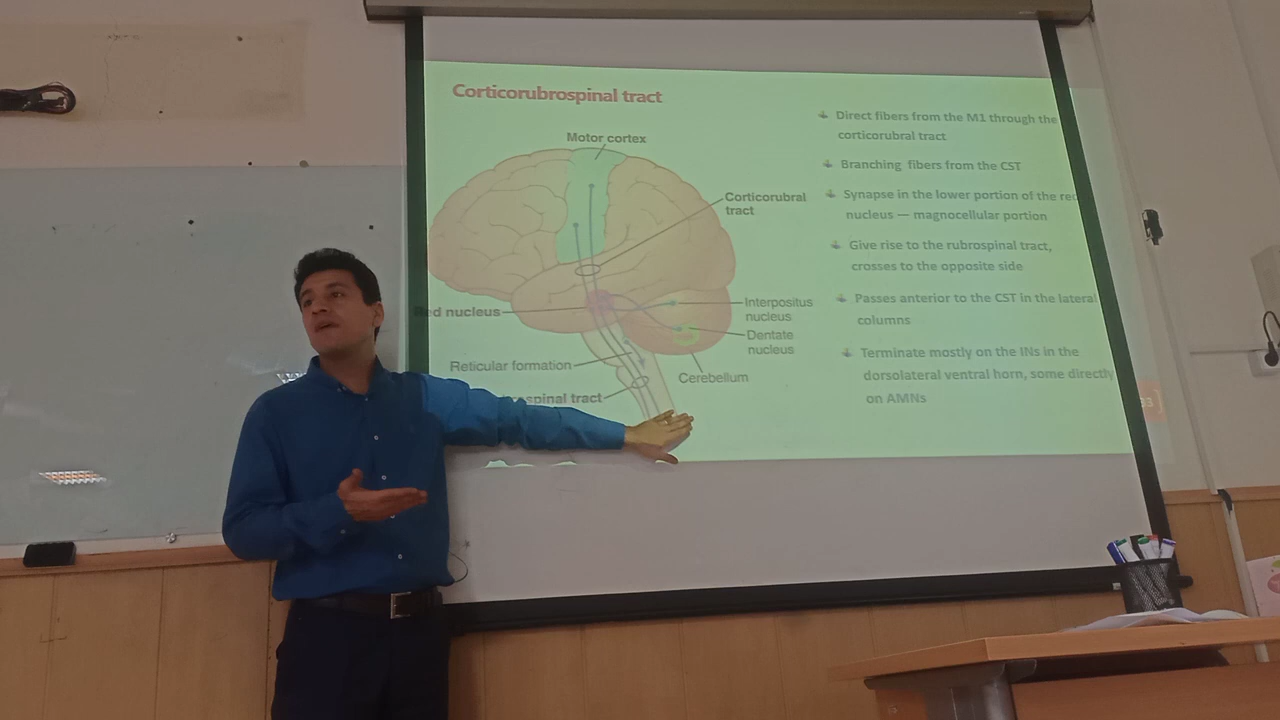 Corticorubrospinal tract
Motor cortex
Corticorubral
tract
nucleus
Interpositus
nucleus
Dentate
nucleus
Reticular formation
Cerebellum
tract
Direct fibers from the M1 through the
corticorubral tract
Branching fibers from the CST
Synapse in the lower portion of the
nucleus — magnocellular portion
Give rise to the rubrospinal tract,
crosses to the opposite side
Passes anterior to the CST in the lateral
columns
Terminate mostly on the INs in the
dorsolateral ventral horn, some directly
on AMNs